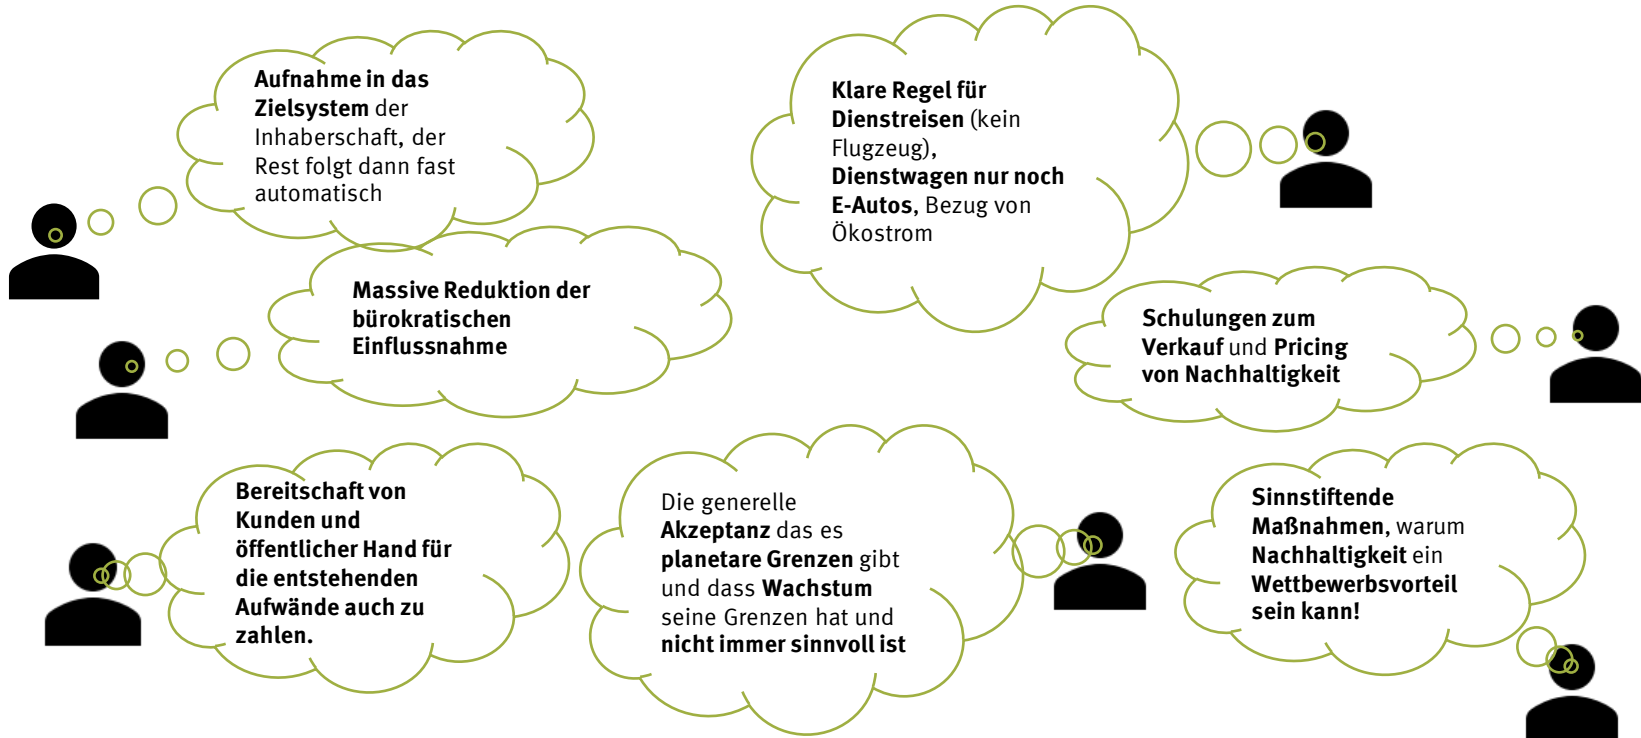 Aufnahme in das
Zielsystem der
Inhaberschaft, der
Rest folgt dann fast
automatisch
Klare Regel für
Dienstreisen (kein
Flugzeug),
Dienstwagen nur noch
E-Autos, Bezug von
Ökostrom
Massive Reduktion der
bürokratischen
Einflussnahme
Schulungen zum
Verkauf und Pricing
von Nachhaltigkeit
Bereitschaft von
Kunden und
öffentlicher Hand für
die entstehenden
Aufwände auch zu
zahlen.
Die generelle
Akzeptanz das es
planetare Grenzen gibt
und dass Wachstum
seine Grenzen hat und
nicht immer sinnvoll ist
Sinnstiftende
Maßnahmen, warum
Nachhaltigkeit ein
Wettbewerbsvorteil
sein kann!